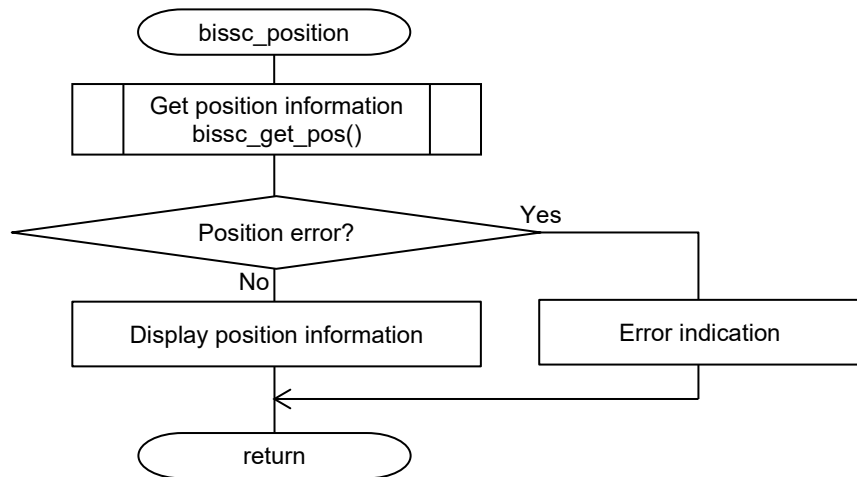 bissc_position
Get position information
bissc_get_pos()
Position error?
Yes
No
Display position information
Error indication
return